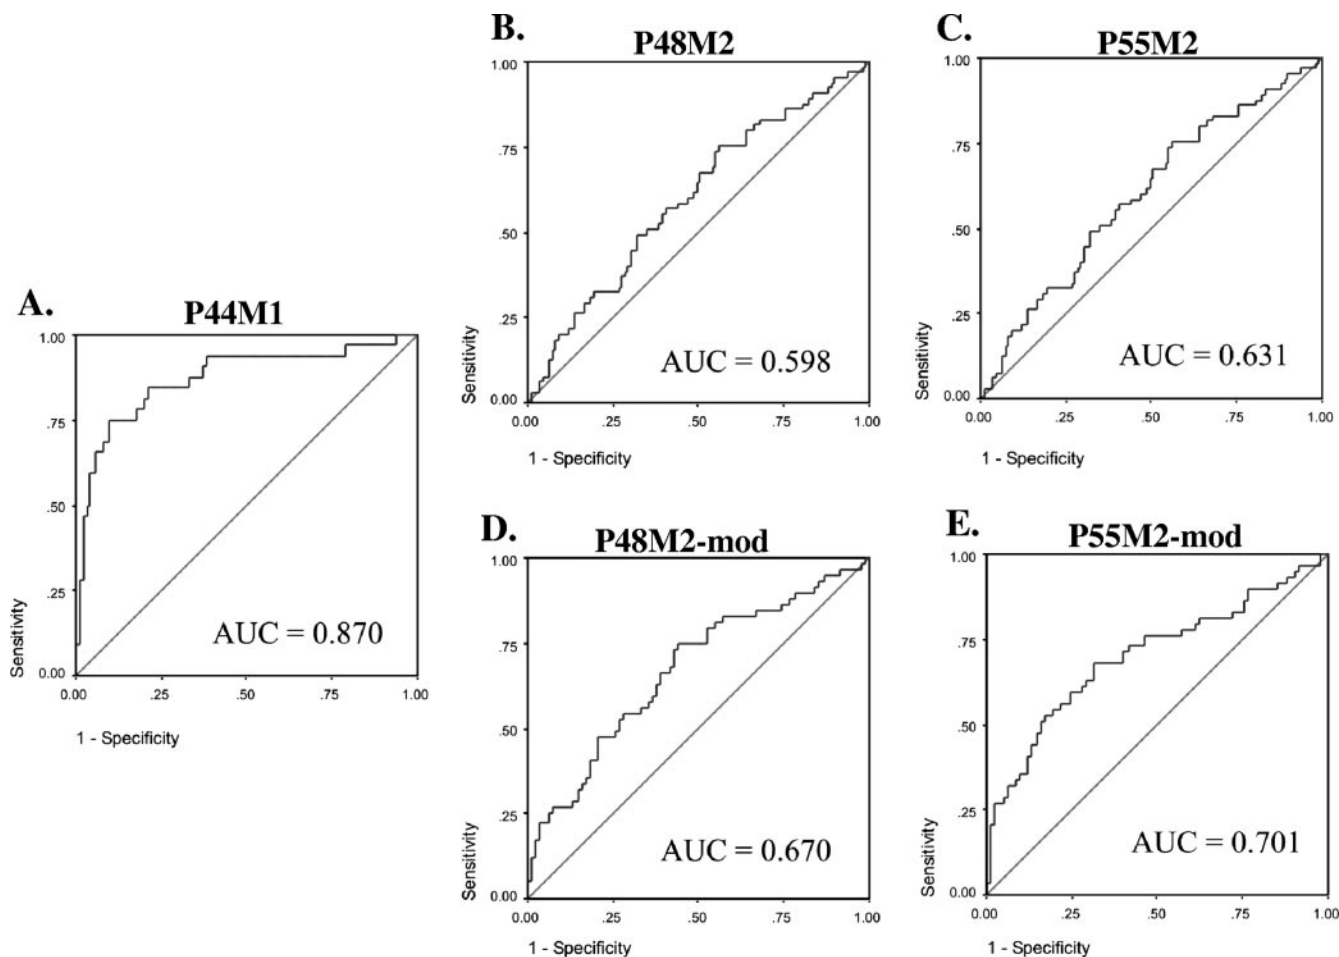 A.
P44M1
1.00
.75
.50
.25
0.00
Sensitivity
AUC = 0.870
0.00 .25 .50 .75 1.00
1 - Specificity
B.
P48M2
1.00
.75
.50
.25
0.00
Sensitivity
AUC = 0.598
0.00 .25 .50 .75 1.00
1 - Specificity
C.
P55M2
1.00
.75
.50
.25
0.00
Sensitivity
AUC = 0.631
0.00 .25 .50 .75 1.00
1 - Specificity
D.
P48M2-mod
1.00
.75
.50
.25
0.00
Sensitivity
AUC = 0.670
0.00 .25 .50 .75 1.00
1 - Specificity
E.
P55M2-mod
1.00
.75
.50
.25
0.00
Sensitivity
AUC = 0.701
0.00 .25 .50 .75 1.00
1 - Specificity